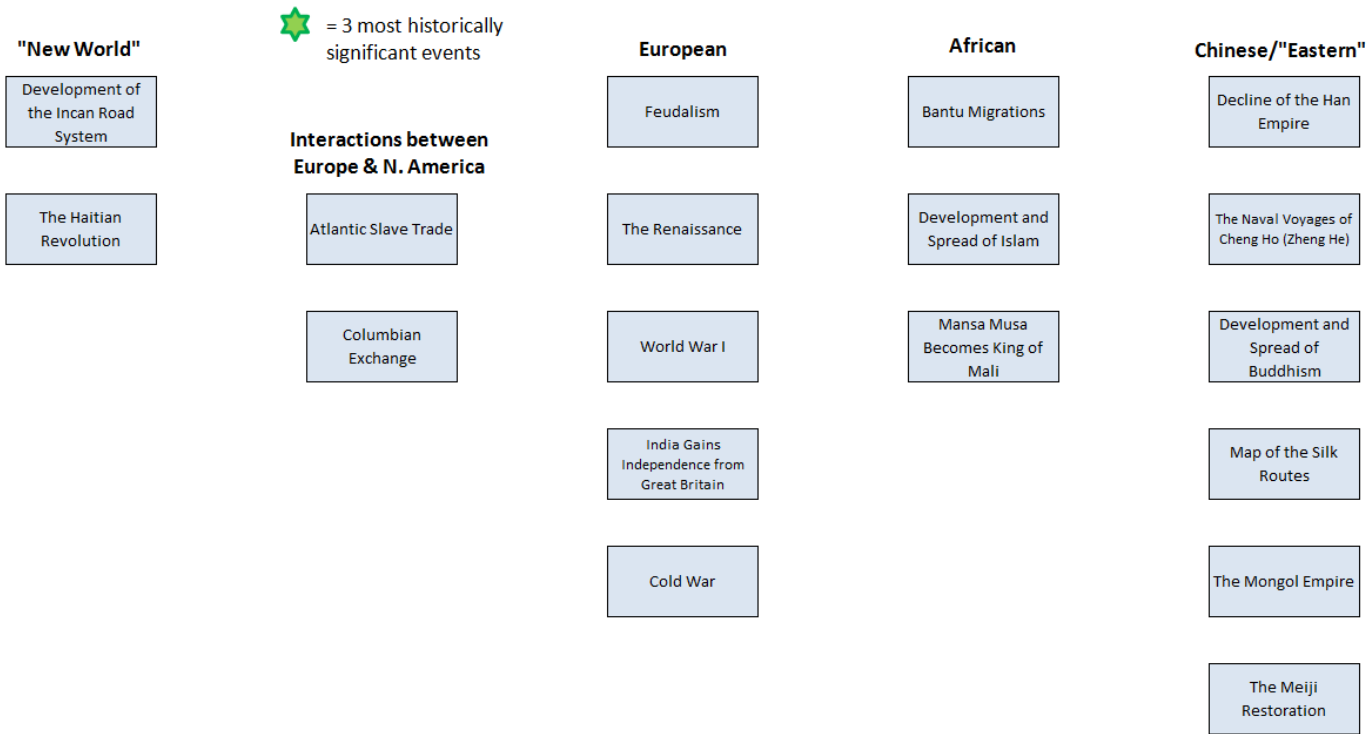 = 3 most historically
significant events
"New World"
Development of
the Incan Road
System
The Haitian
Revolution
Interactions between
Europe & N. America
Atlantic Slave Trade
Columbian
Exchange
European
Feudalism
The Renaissance
World War I
India Gains
Independence from
Great Britain
Cold War
African
Bantu Migrations
Development and
Spread of Islam
Mansa Musa
Becomes King of
Mali
Chinese/"Eastern"
Decline of the Han
Empire
The Naval Voyages of
Cheng Ho (Zheng He)
Development and
Spread of
Buddhism
Map of the Silk
Routes
The Mongol Empire
The Meiji
Restoration